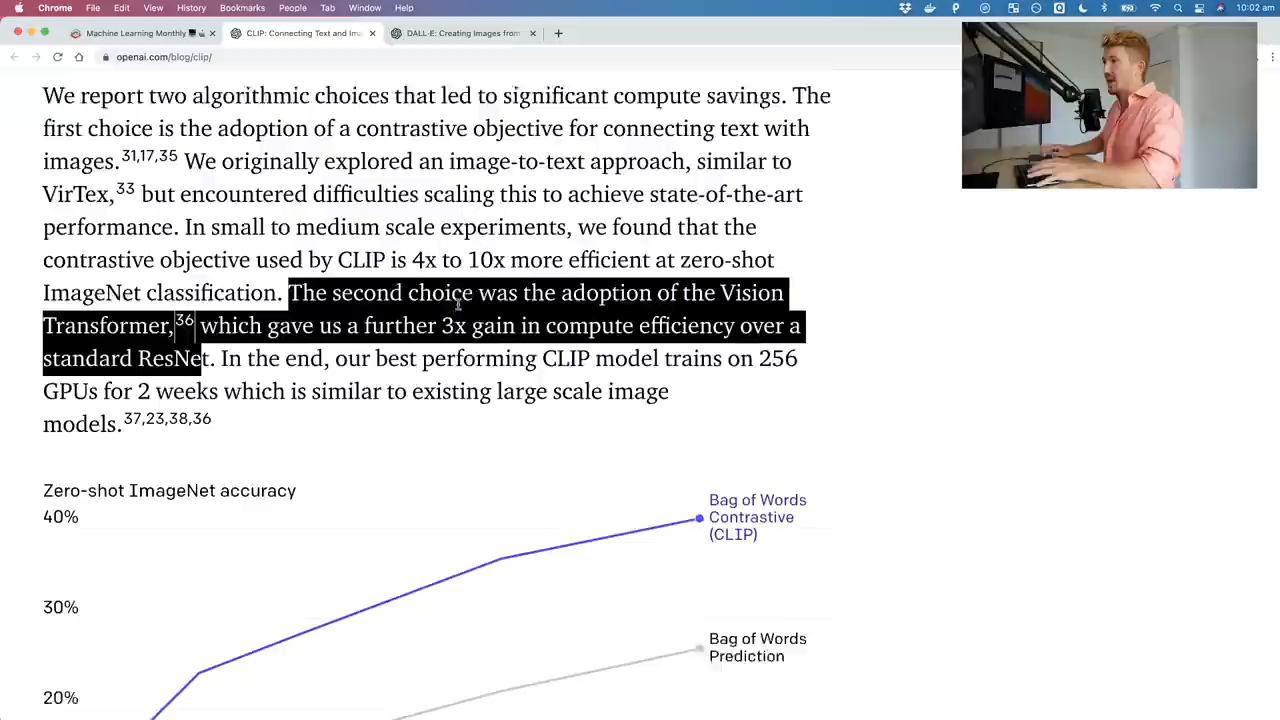 Chrome File Edit View History Bookmarks People Tab Window Help 10:02 am
Machine Learning Monthly CLIP: Connecting Text and Ima DALL·E: Creating Images from
openai.com/blog/clip/
We report two algorithmic choices that led to significant compute savings. The
first choice is the adoption of a contrastive objective for connecting text with
images.31,17,35 We originally explored an image-to-text approach, similar to
VirTex,33 but encountered difficulties scaling this to achieve state-of-the-art
performance. In small to medium scale experiments, we found that the
contrastive objective used by CLIP is 4x to 10x more efficient at zero-shot
ImageNet classification. The second choice was the adoption of the Vision
Transformer,36 which gave us a further 3x gain in compute efficiency over a
standard ResNet. In the end, our best performing CLIP model trains on 256
GPUs for 2 weeks which is similar to existing large scale image
models.37,23,38,36
Zero-shot ImageNet accuracy
40%
Bag of Words
Contrastive
(CLIP)
30%
Bag of Words
Prediction
20%